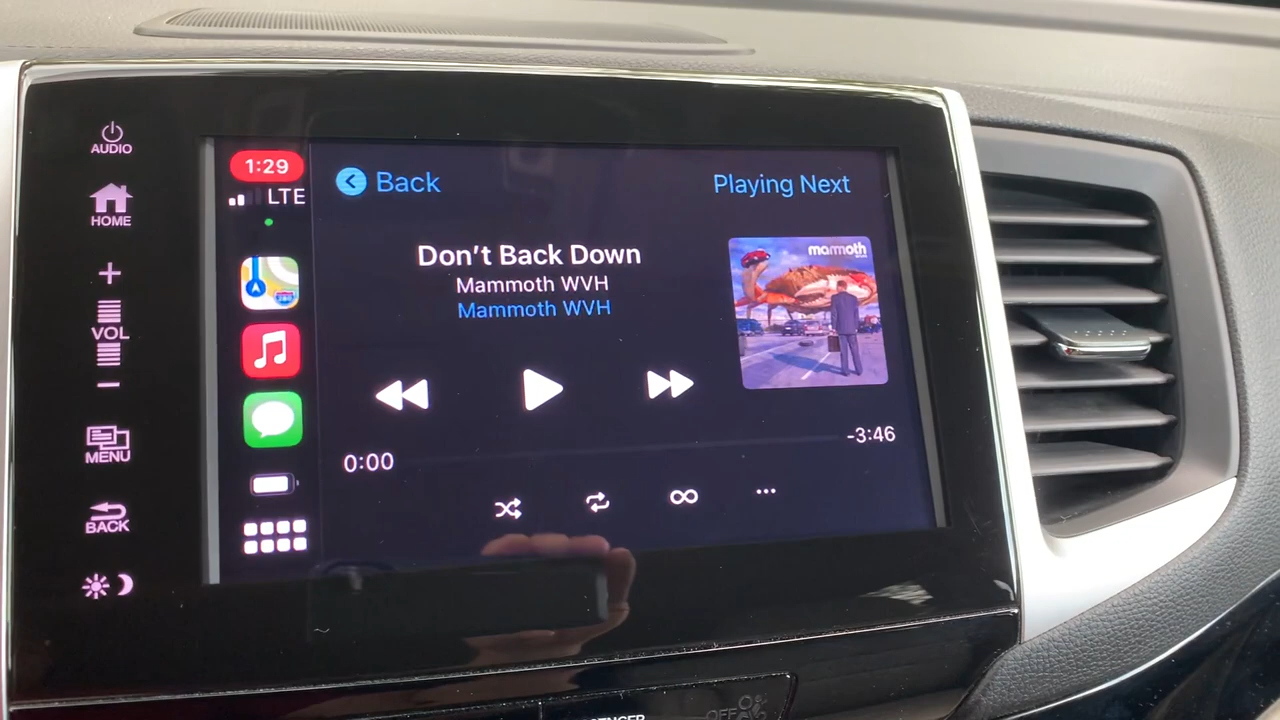 AUDIO
HOME
VOL
MENU
BACK
1:29
LTE
Back
Playing Next
Don't Back Down
Mammoth WVH
Mammoth WVH
mammoth
0:00
-3:46
OFF